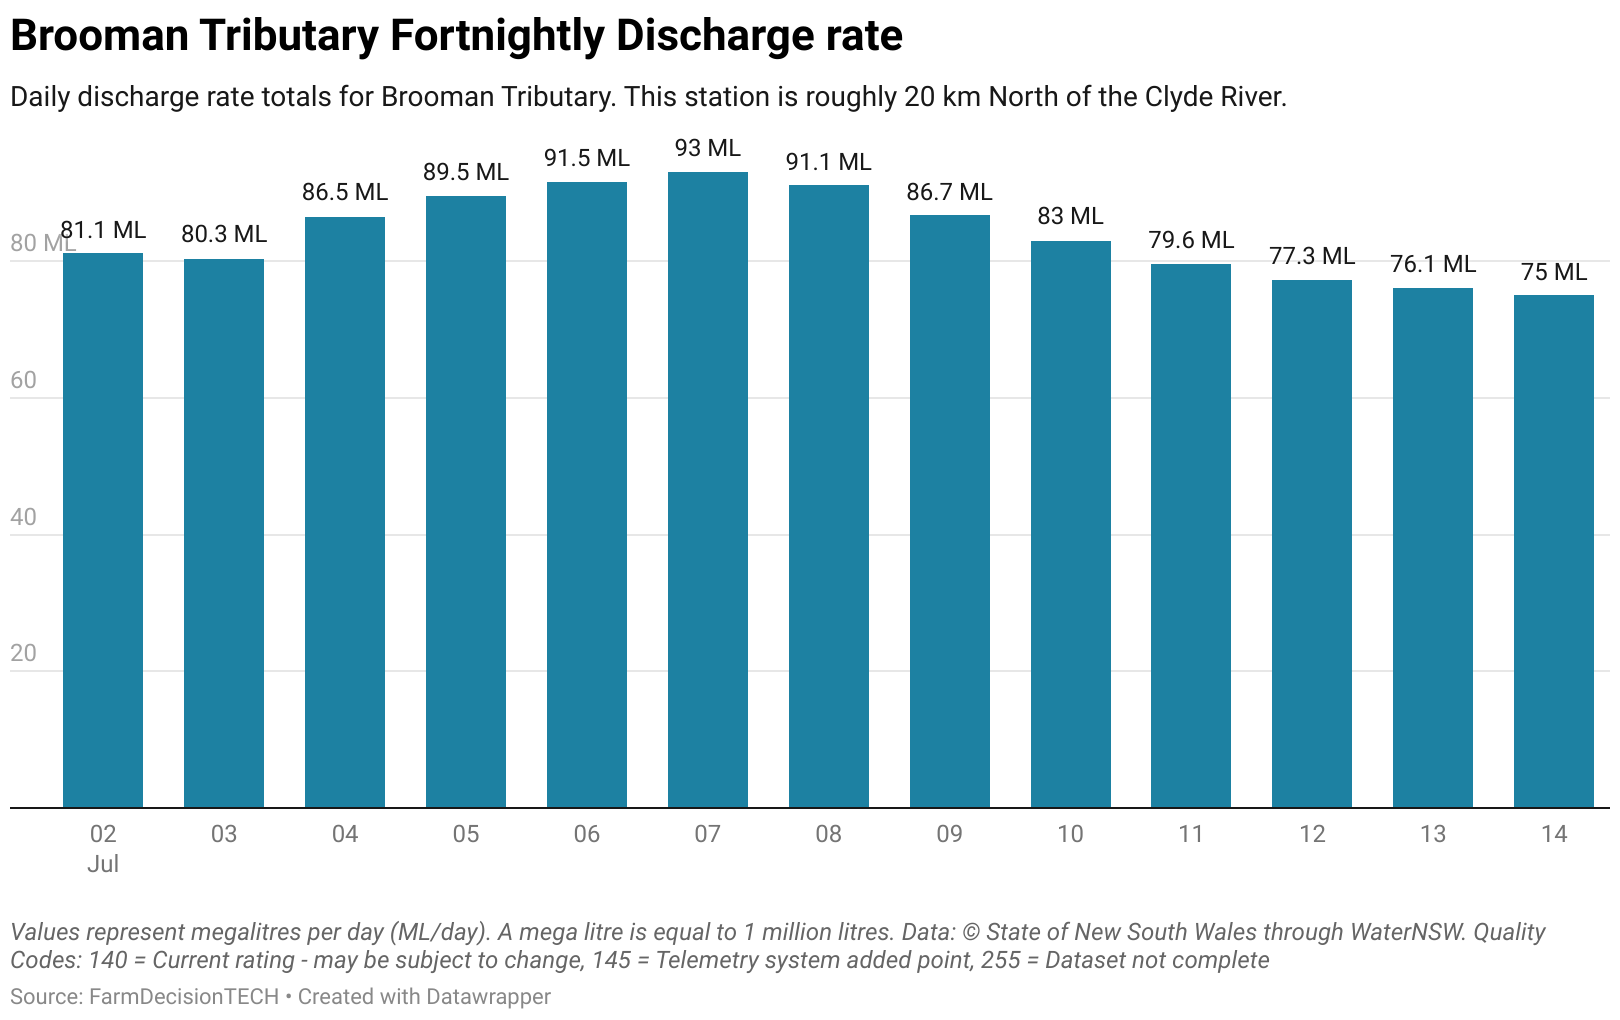 Brooman Tributary Fortnightly Discharge rate
Daily discharge rate totals for Brooman Tributary. This station is roughly 20 km North of the Clyde River.
93 ML
91.5 ML
91.1 ML
89.5 ML
86.5 ML
86.7 ML
83 ML
81.1 ML
80.3 ML
79.6 ML
80 ML
77.3 ML
76.1 ML
75 ML
60
40
20
02 03 04 05 06 07 08 09 10 11 12 13 14
Jul
Values represent megalitres per day (ML/day). A mega litre is equal to 1 million litres. Data: © State of New South Wales through WaterNSW. Quality
Codes: 140 = Current rating - may be subject to change, 145 = Telemetry system added point, 255 = Dataset not complete
Source: FarmDecisionTECH • Created with Datawrapper